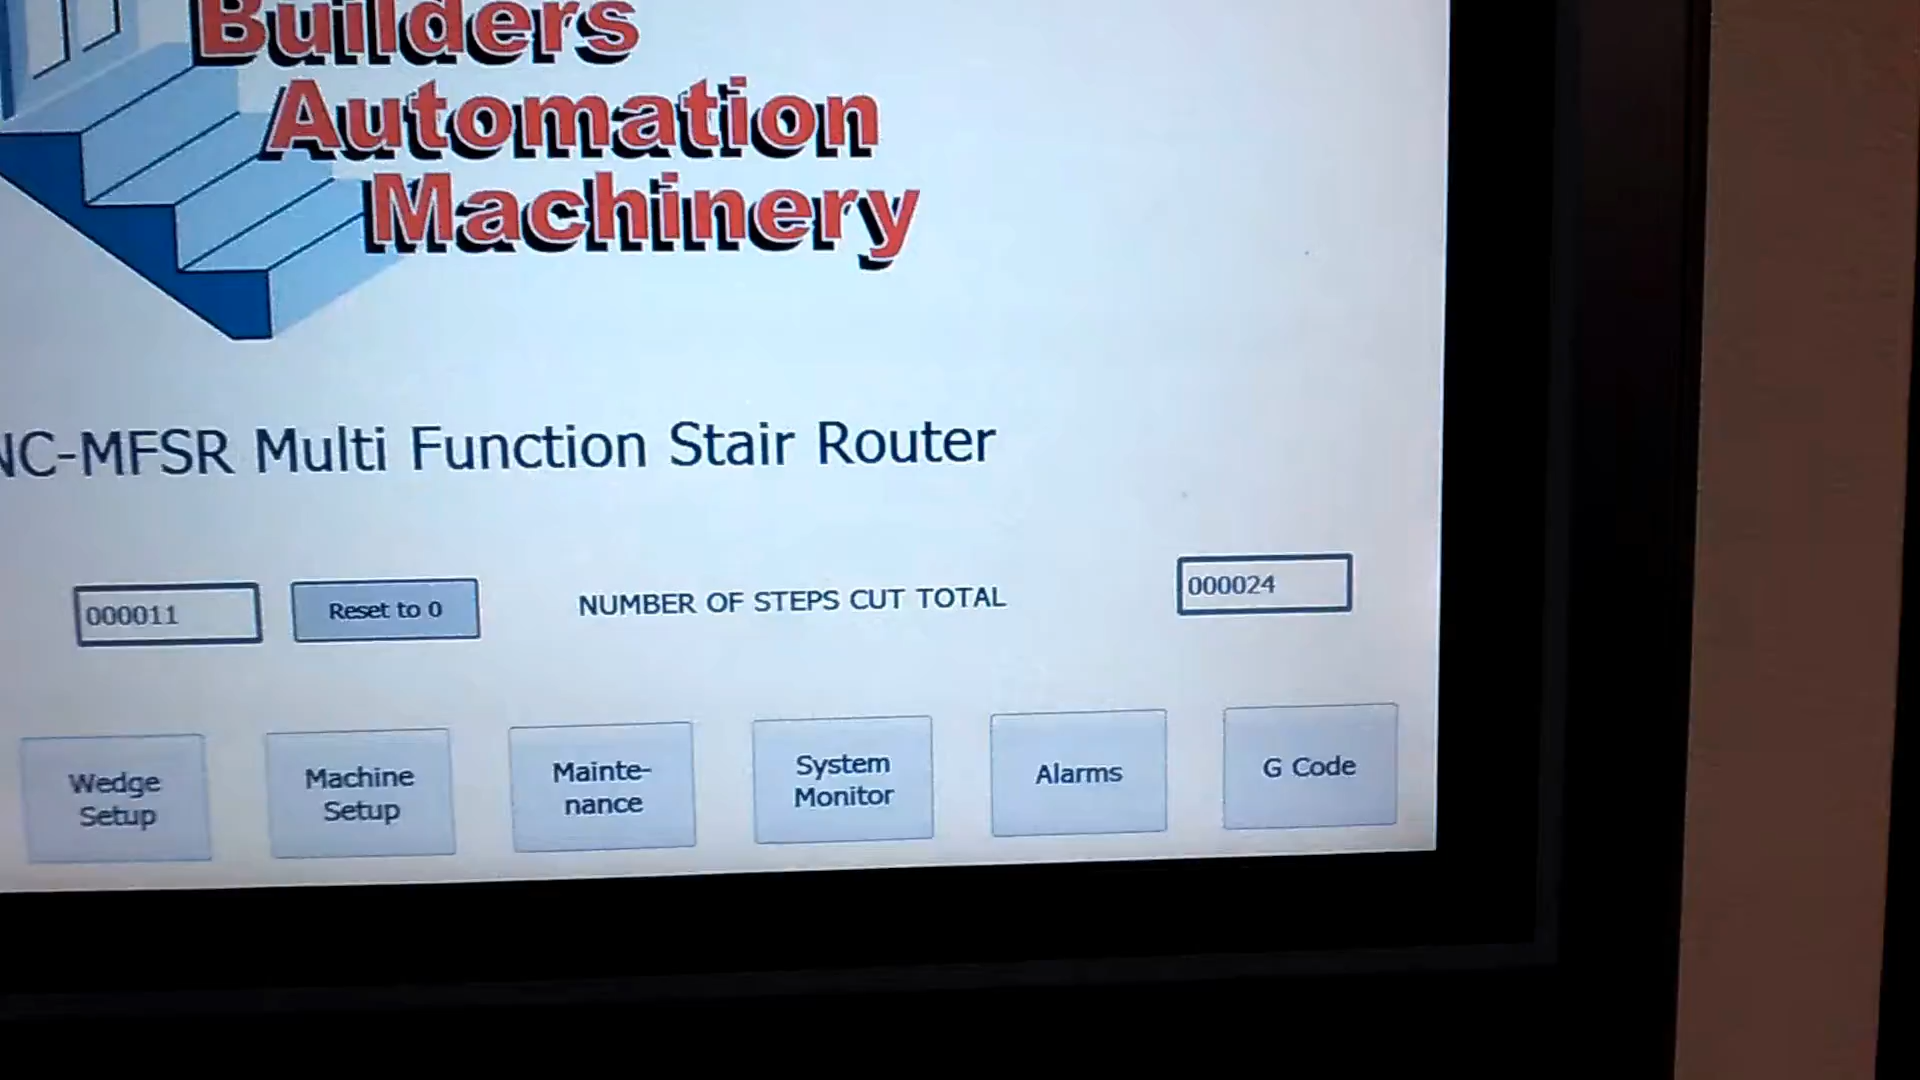 Builders
Automation
Machinery
NC-MFSR Multi Function Stair Router
000011
Reset to 0
NUMBER OF STEPS CUT TOTAL
000024
Wedge
Setup
Machine
Setup
Mainte-
nance
System
Monitor
Alarms
G Code